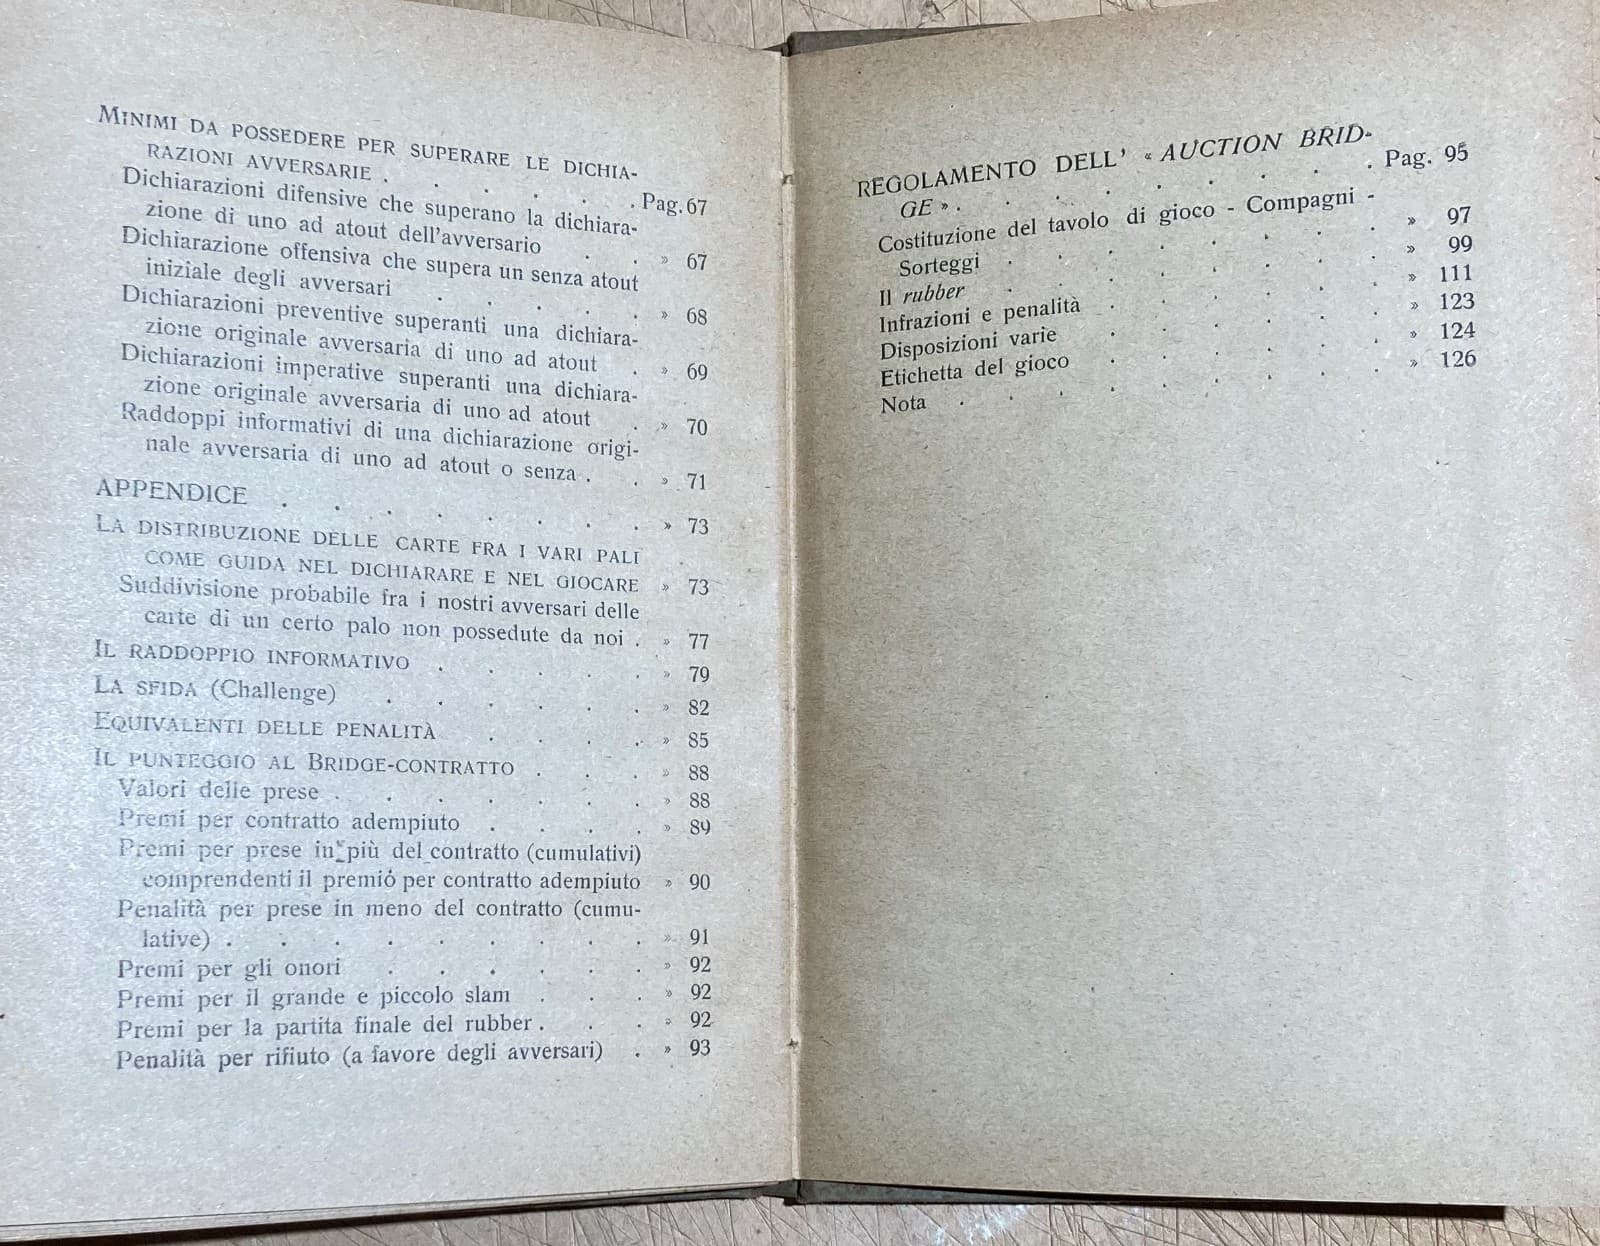 MINIMI DA POSSEDERE PER SUPERARE LE DICHIA-
RAZIONI AVVERSARIE . . . . . . Pag. 67
Dichiarazioni difensive che superano la dichiara-
zione di uno ad atout dell'avversario . . » 67
Dichiarazione offensiva che supera un senza atout
iniziale degli avversari . . . . . » 68
Dichiarazioni preventive superanti una dichiara-
zione originale avversaria di uno ad atout . » 69
Dichiarazioni imperative superanti una dichiara-
zione originale avversaria di uno ad atout . » 70
Raddoppi informativi di una dichiarazione origi-
nale avversaria di uno ad atout o senza . . » 71
APPENDICE . . . . . . . . » 73
LA DISTRIBUZIONE DELLE CARTE FRA I VARI PALI
COME GUIDA NEL DICHIARARE E NEL GIOCARE » 73
Suddivisione probabile fra i nostri avversari delle
carte di un certo palo non possedute da noi . » 77
IL RADDOPPIO INFORMATIVO . . . . . » 79
LA SFIDA (Challenge) . . . . . . » 82
EQUIVALENTI DELLE PENALITÀ . . . . » 85
IL PUNTEGGIO AL BRIDGE-CONTRATTO . . . » 88
Valori delle prese . . . . . . . » 88
Premi per contratto adempiuto . . . . » 89
Premi per prese in più del contratto (cumulativi)
comprendenti il premio per contratto adempiuto » 90
Penalità per prese in meno del contratto (cumu-
lative) . . . . . . . . . » 91
Premi per gli onori . . . . . . » 92
Premi per il grande e piccolo slam . . . » 92
Premi per la partita finale del rubber . . . » 92
Penalità per rifiuto (a favore degli avversari) . » 93
REGOLAMENTO DELL' « AUCTION BRID-
GE » . . . . . . . . . Pag. 95
Costituzione del tavolo di gioco - Compagni -
Sorteggi . . . . . . . . » 97
Il rubber . . . . . . . . » 99
Infrazioni e penalità . . . . . . » 111
Disposizioni varie . . . . . . » 123
Etichetta del gioco . . . . . . » 124
Nota . . . . . . . . . » 126